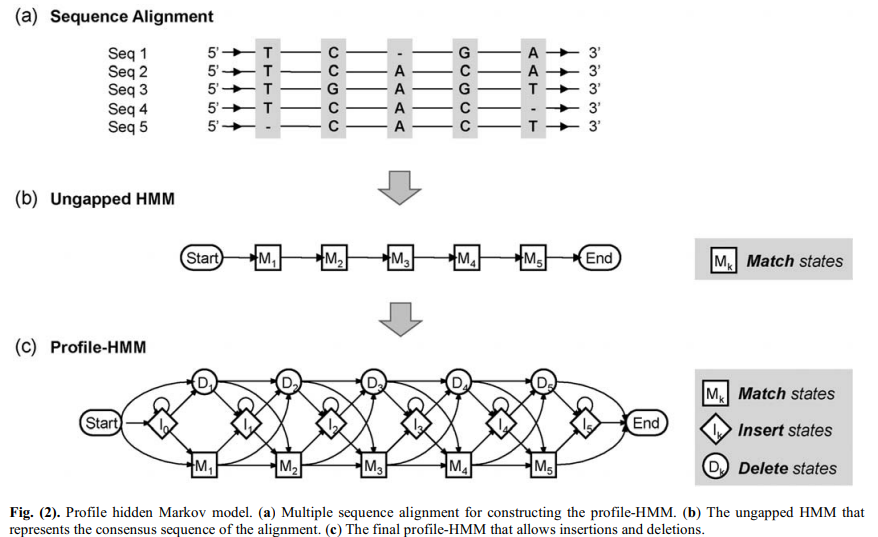 (a) Sequence Alignment
Seq 1 5' T C - G A 3'
Seq 2 5' T C A C A 3'
Seq 3 5' T G A G T 3'
Seq 4 5' T C A C - 3'
Seq 5 5' - C A C T 3'
(b) Ungapped HMM
Start M1 M2 M3 M4 M5 End
Mk Match states
(c) Profile-HMM
D1 D2 D3 D4 D5
Start I0 I1 I2 I3 I4 I5 End
M1 M2 M3 M4 M5
Mk Match states
Ik Insert states
Dk Delete states
Fig. (2). Profile hidden Markov model. (a) Multiple sequence alignment for constructing the profile-HMM. (b) The ungapped HMM that
represents the consensus sequence of the alignment. (c) The final profile-HMM that allows insertions and deletions.